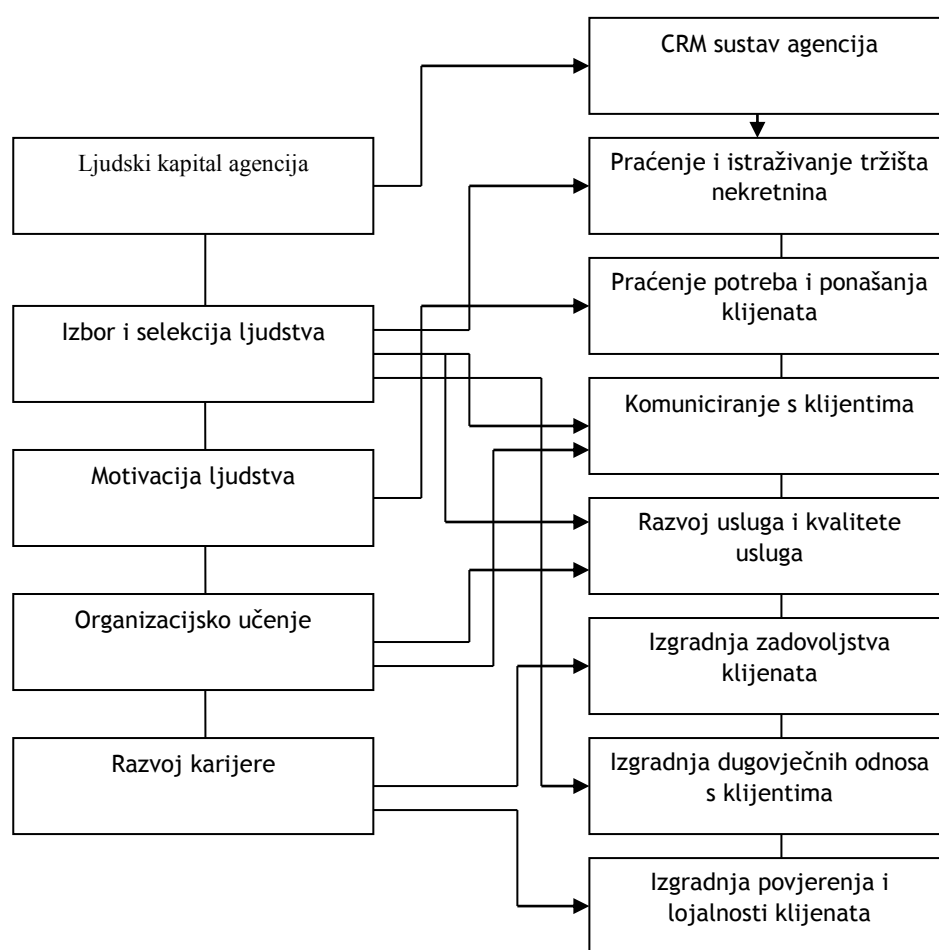 CRM sustav agencija
Ljudski kapital agencija
Praćenje i istraživanje tržišta
nekretnina
Praćenje potreba i ponašanja
klijenata
Izbor i selekcija ljudstva
Komuniciranje s klijentima
Motivacija ljudstva
Razvoj usluga i kvalitete
usluga
Organizacijsko učenje
Izgradnja zadovoljstva
klijenata
Razvoj karijere
Izgradnja dugovječnih odnosa
s klijentima
Izgradnja povjerenja i
lojalnosti klijenata